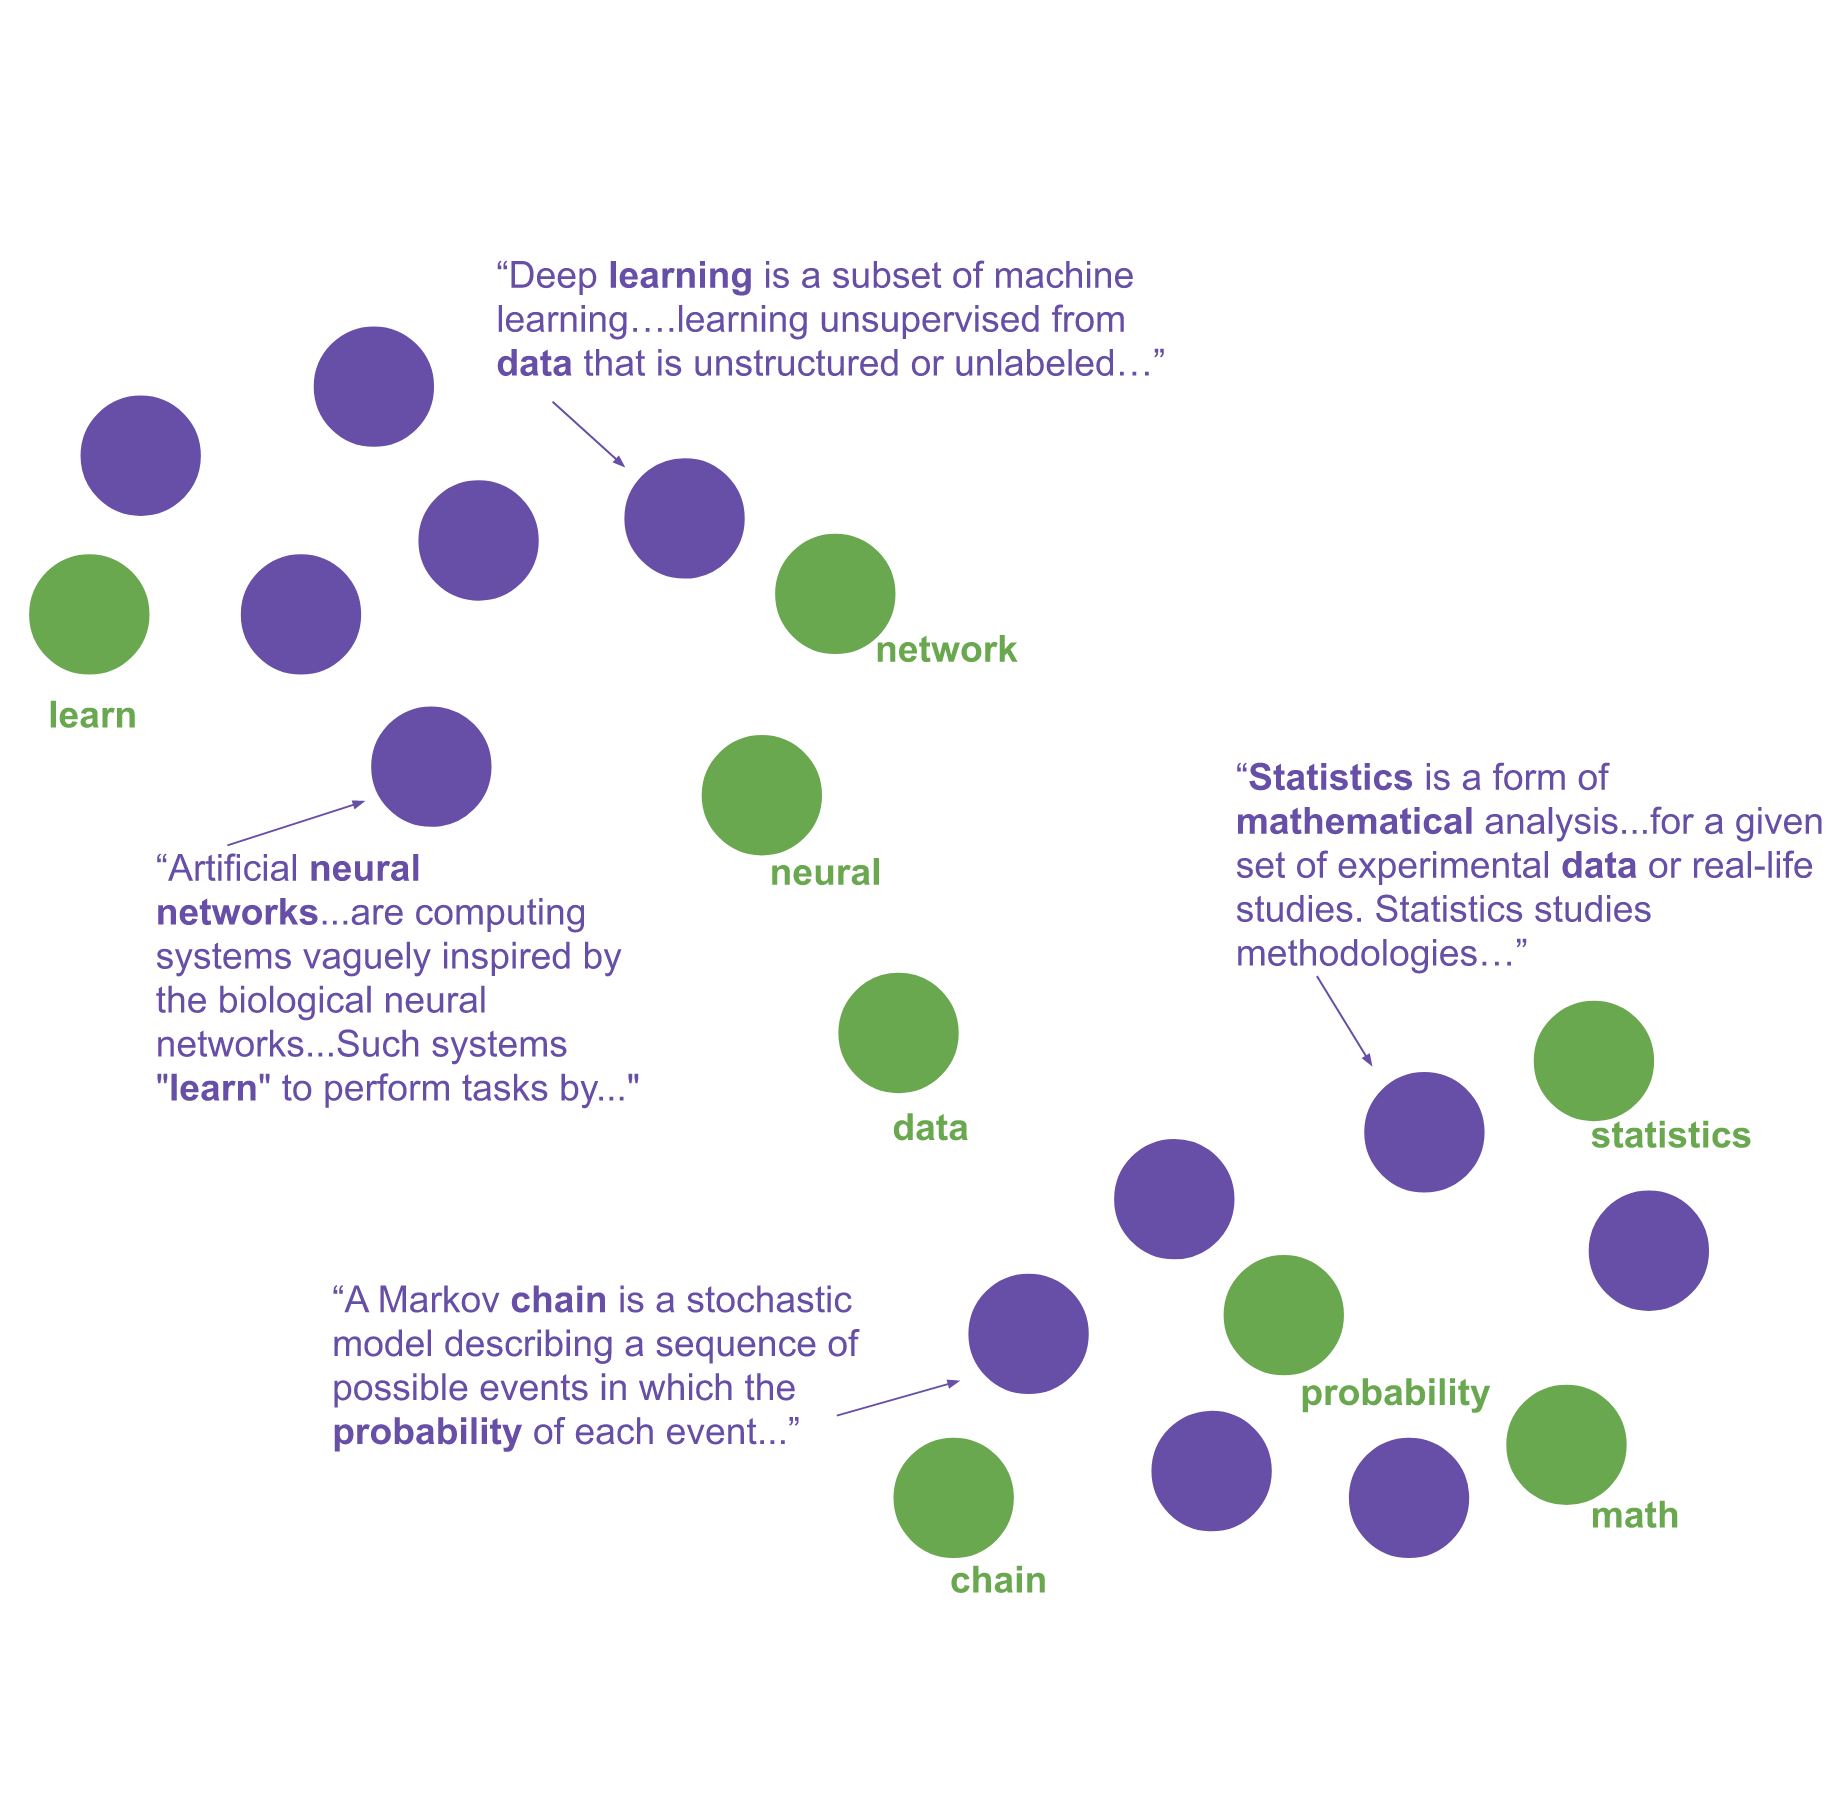 “Deep learning is a subset of machine
learning….learning unsupervised from
data that is unstructured or unlabeled…”
network
learn
neural
“Artificial neural
networks...are computing
systems vaguely inspired by
the biological neural
networks...Such systems
"learn" to perform tasks by..."
“Statistics is a form of
mathematical analysis...for a given
set of experimental data or real-life
studies. Statistics studies
methodologies…”
data
statistics
“A Markov chain is a stochastic
model describing a sequence of
possible events in which the
probability of each event...”
probability
math
chain